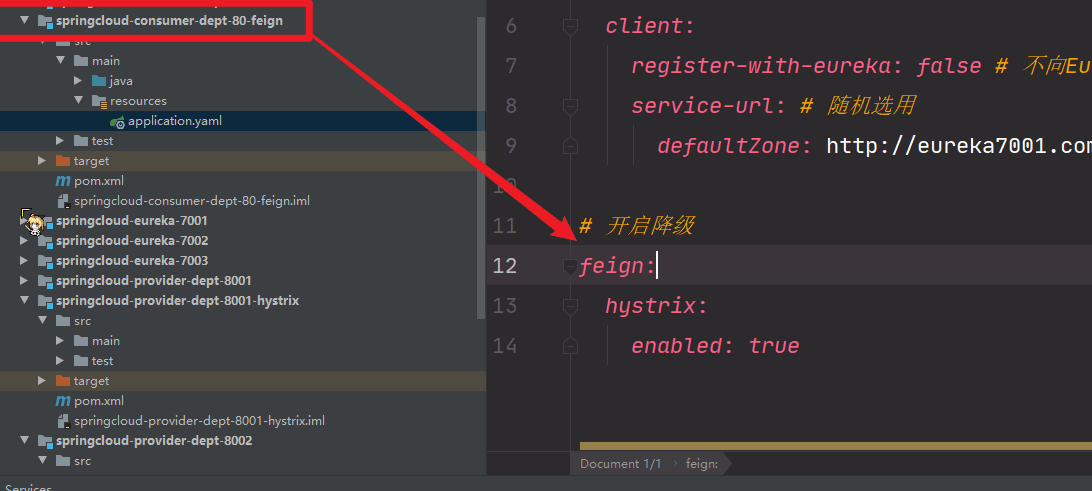 springcloud-consumer-dept-80-feign
src
main
java
resources
application.yaml
test
target
pom.xml
springcloud-consumer-dept-80-feign.iml
springcloud-eureka-7001
springcloud-eureka-7002
springcloud-eureka-7003
springcloud-provider-dept-8001
springcloud-provider-dept-8001-hystrix
src
main
test
target
pom.xml
springcloud-provider-dept-8001-hystrix.iml
springcloud-provider-dept-8002
src
Services
6 client:
7 register-with-eureka: false # 不向Eu
8 service-url: # 随机选用
9 defaultZone: http://eureka7001.com
10
11 # 开启降级
12 feign:
13 hystrix:
14 enabled: true
Document 1/1 › feign: